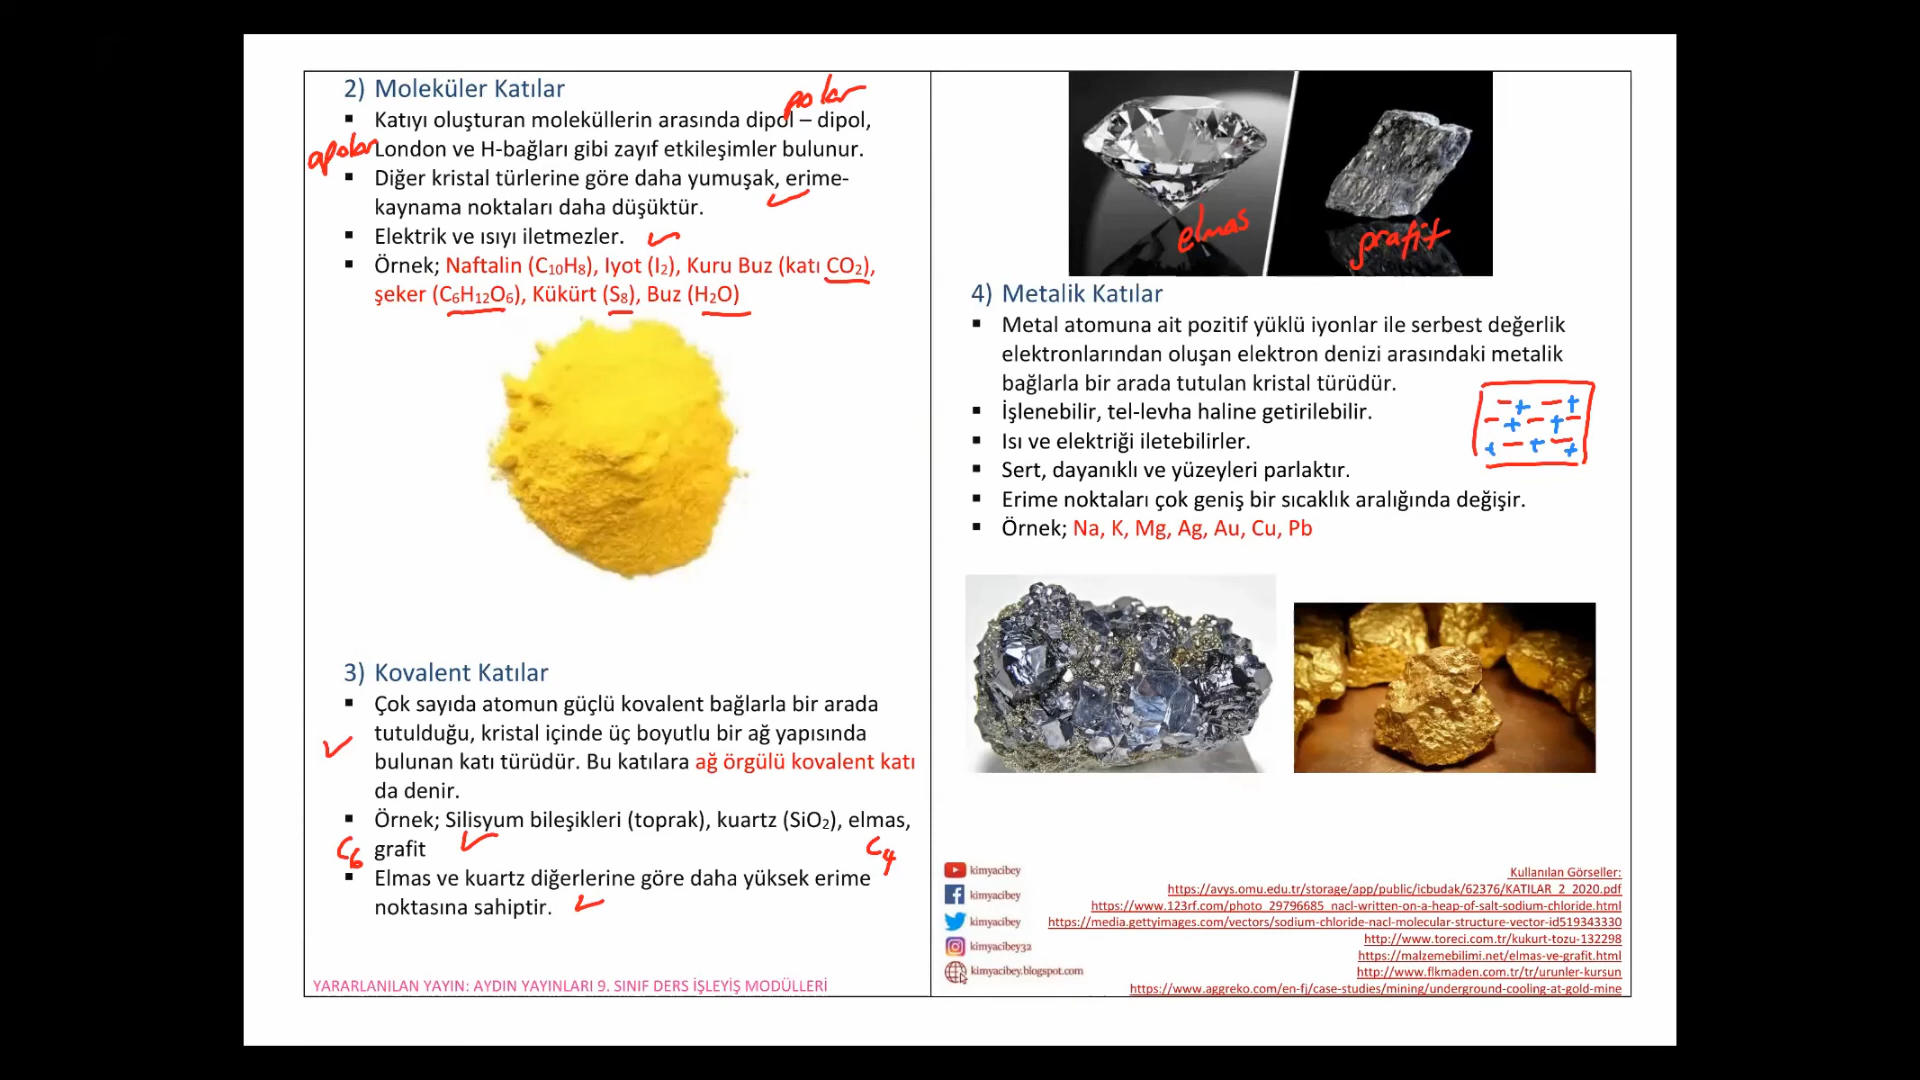 2) Moleküler Katılar
polar
▪ Katıyı oluşturan moleküllerin arasında dipol – dipol,
apolar
London ve H-bağları gibi zayıf etkileşimler bulunur.
▪ Diğer kristal türlerine göre daha yumuşak, erime-
kaynama noktaları daha düşüktür.
▪ Elektrik ve ısıyı iletmezler.
▪ Örnek; Naftalin (C₁₀H₈), Iyot (I₂), Kuru Buz (katı CO₂),
şeker (C₆H₁₂O₆), Kükürt (S₈), Buz (H₂O)
3) Kovalent Katılar
▪ Çok sayıda atomun güçlü kovalent bağlarla bir arada
tutulduğu, kristal içinde üç boyutlu bir ağ yapısında
bulunan katı türüdür. Bu katılara ağ örgülü kovalent katı
da denir.
▪ Örnek; Silisyum bileşikleri (toprak), kuartz (SiO₂), elmas,
C₆ grafit
C₄
▪ Elmas ve kuartz diğerlerine göre daha yüksek erime
noktasına sahiptir.
YARARLANILAN YAYIN: AYDIN YAYINLARI 9. SINIF DERS İŞLEYİŞ MODÜLLERİ
elmas
grafit
4) Metalik Katılar
▪ Metal atomuna ait pozitif yüklü iyonlar ile serbest değerlik
elektronlarından oluşan elektron denizi arasındaki metalik
bağlarla bir arada tutulan kristal türüdür.
▪ İşlenebilir, tel-levha haline getirilebilir.
▪ Isı ve elektriği iletebilirler.
▪ Sert, dayanıklı ve yüzeyleri parlaktır.
▪ Erime noktaları çok geniş bir sıcaklık aralığında değişir.
▪ Örnek; Na, K, Mg, Ag, Au, Cu, Pb
– + – +
– + – + –
+ – + – +
kimyacibey
kimyacibey
kimyacibey
kimyacibey32
kimyacibey.blogspot.com
Kullanılan Görseller:
https://avys.omu.edu.tr/storage/app/public/icbudak/62376/KATILAR_2_2020.pdf
https://www.123rf.com/photo_29796685_nacl-written-on-a-heap-of-salt-sodium-chloride.html
https://media.gettyimages.com/vectors/sodium-chloride-nacl-molecular-structure-vector-id519343330
http://www.toreci.com.tr/kukurt-tozu-132298
https://malzemebilimi.net/elmas-ve-grafit.html
http://www.flkmaden.com.tr/tr/urunler-kursun
https://www.aggreko.com/en-fj/case-studies/mining/underground-cooling-at-gold-mine